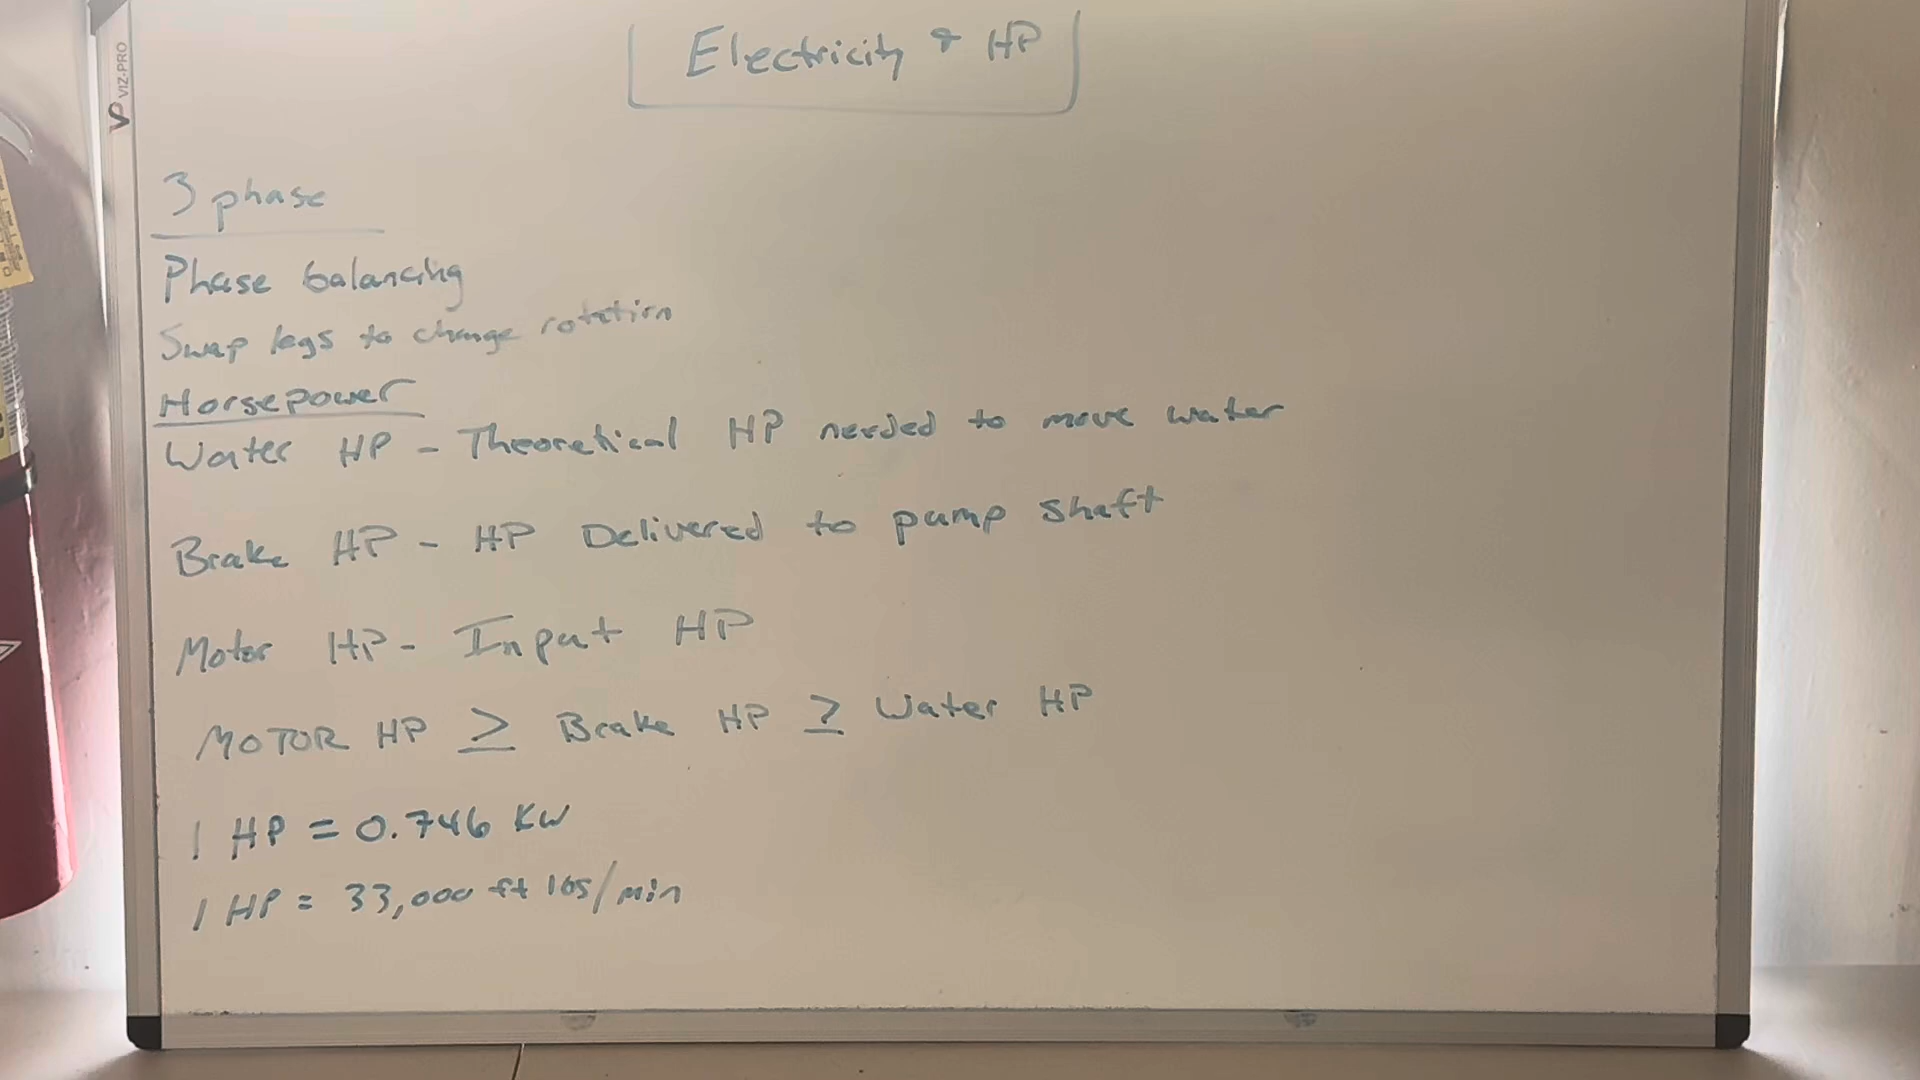 Electricity & HP
VIZ-PRO
3 phase
Phase balancing
Swap legs to change rotation
Horsepower
Water HP - Theoretical HP needed to move water
Brake HP - HP Delivered to pump shaft
Motor HP - Input HP
MOTOR HP ≥ Brake HP ≥ Water HP
1 HP = 0.746 KW
1 HP = 33,000 ft lbs/min